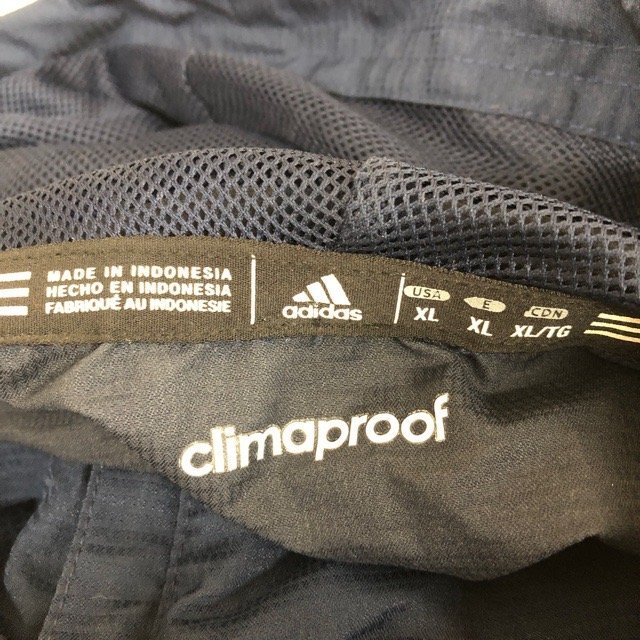 MADE IN INDONESIA
HECHO EN INDONESIA
FABRIQUÉ AU INDONESIE
adidas
USA E CDN
XL XL XL/TG
climaproof